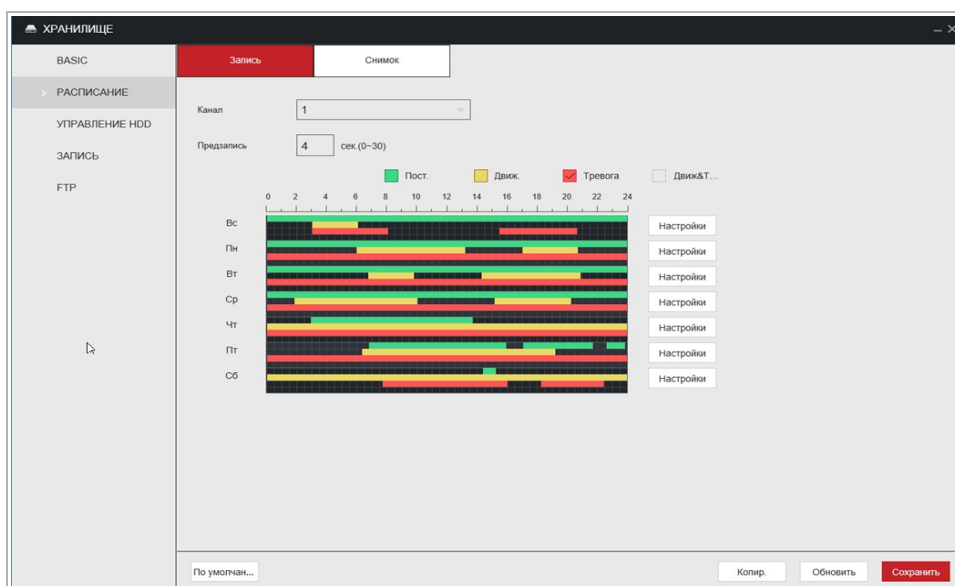 ХРАНИЛИЩЕ
BASIC
РАСПИСАНИЕ
УПРАВЛЕНИЕ HDD
ЗАПИСЬ
FTP
Запись Снимок
Канал 1
Предзапись 4 сек.(0~30)
Пост. Движ. Тревога Движ&Т...
0 2 4 6 8 10 12 14 16 18 20 22 24
Вс Настройки
Пн Настройки
Вт Настройки
Ср Настройки
Чт Настройки
Пт Настройки
Сб Настройки
По умолчан... Копир. Обновить Сохранить